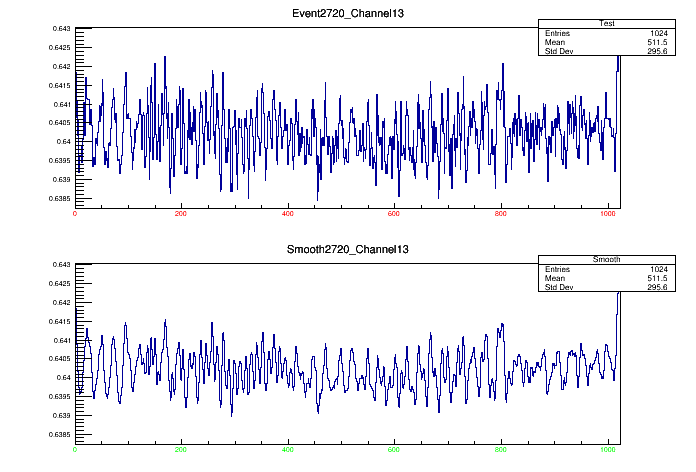 Event2720_Channel13
Test
Entries 1024
Mean 511.5
Std Dev 295.6
0.643
0.6425
0.642
0.6415
0.641
0.6405
0.64
0.6395
0.639
0.6385
0 200 400 600 800 1000
Smooth2720_Channel13
Smooth
Entries 1024
Mean 511.5
Std Dev 295.6
0.643
0.6425
0.642
0.6415
0.641
0.6405
0.64
0.6395
0.639
0.6385
0 200 400 600 800 1000